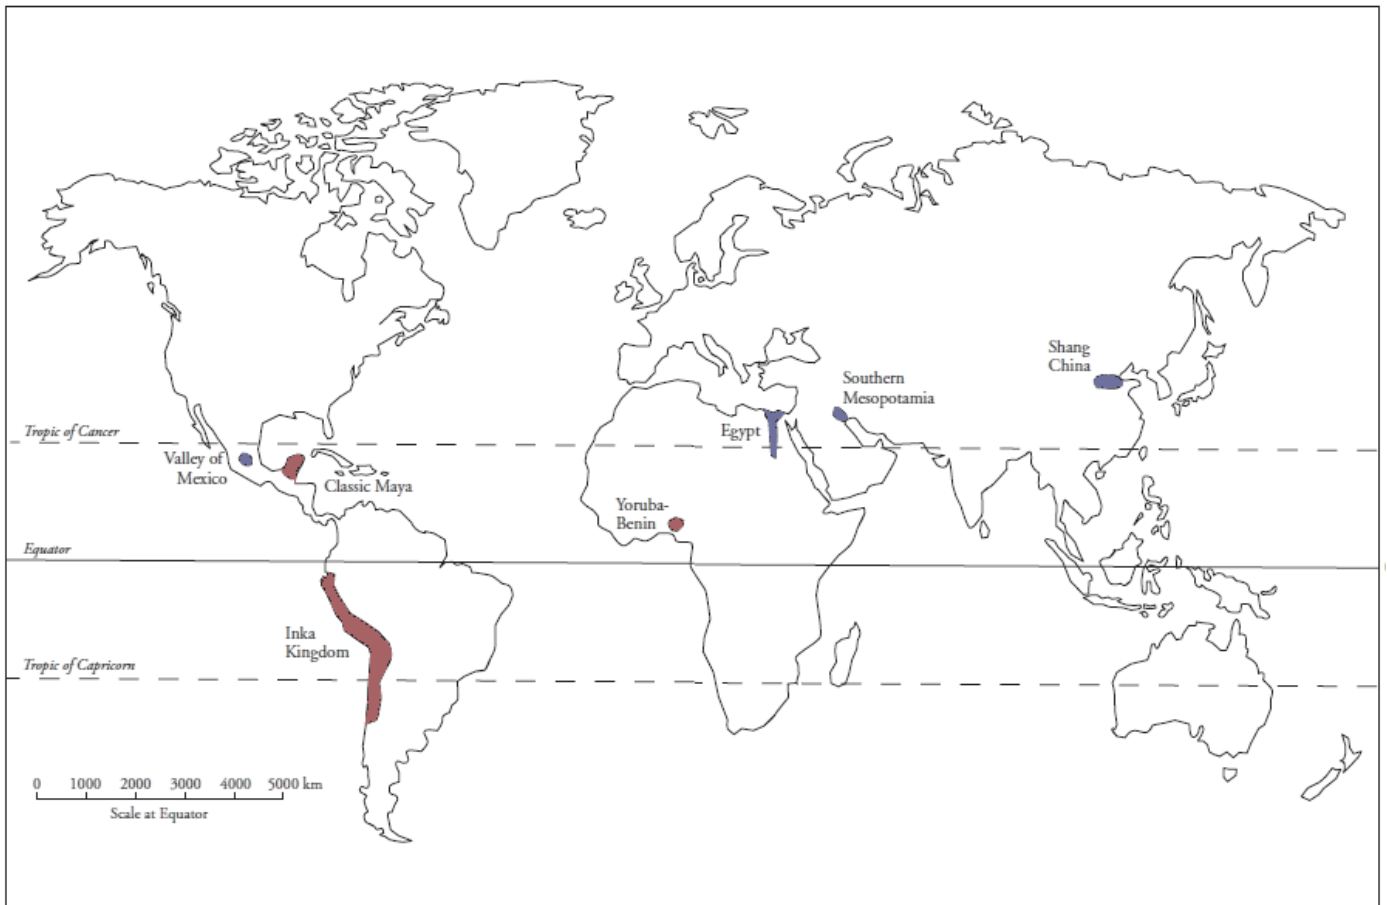 Shang
China
Southern
Mesopotamia
Tropic of Cancer
Egypt
Valley of
Mexico
Classic Maya
Yoruba-
Benin
Equator
Inka
Kingdom
Tropic of Capricorn
0 1000 2000 3000 4000 5000 km
Scale at Equator